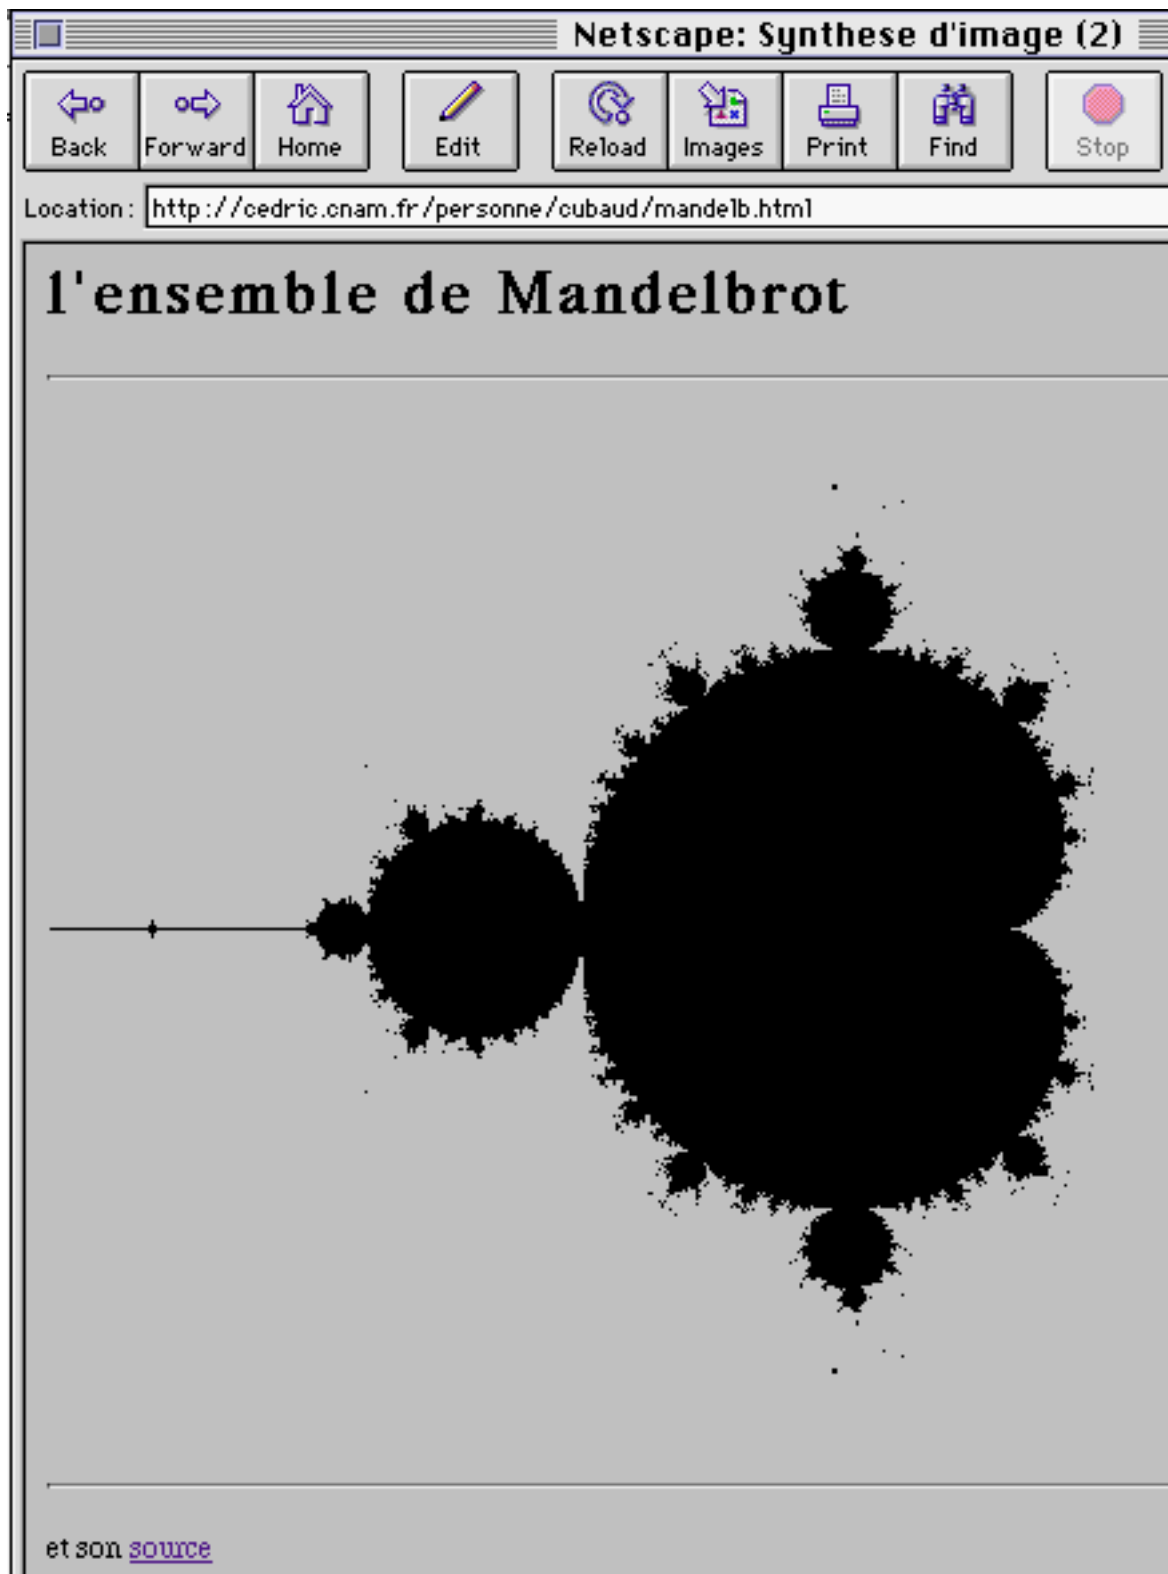 Netscape: Synthese d'image (2)
Back Forward Home Edit Reload Images Print Find Stop
Location: http://cedric.cnam.fr/personne/cubaud/mandelb.html
l'ensemble de Mandelbrot
et son source